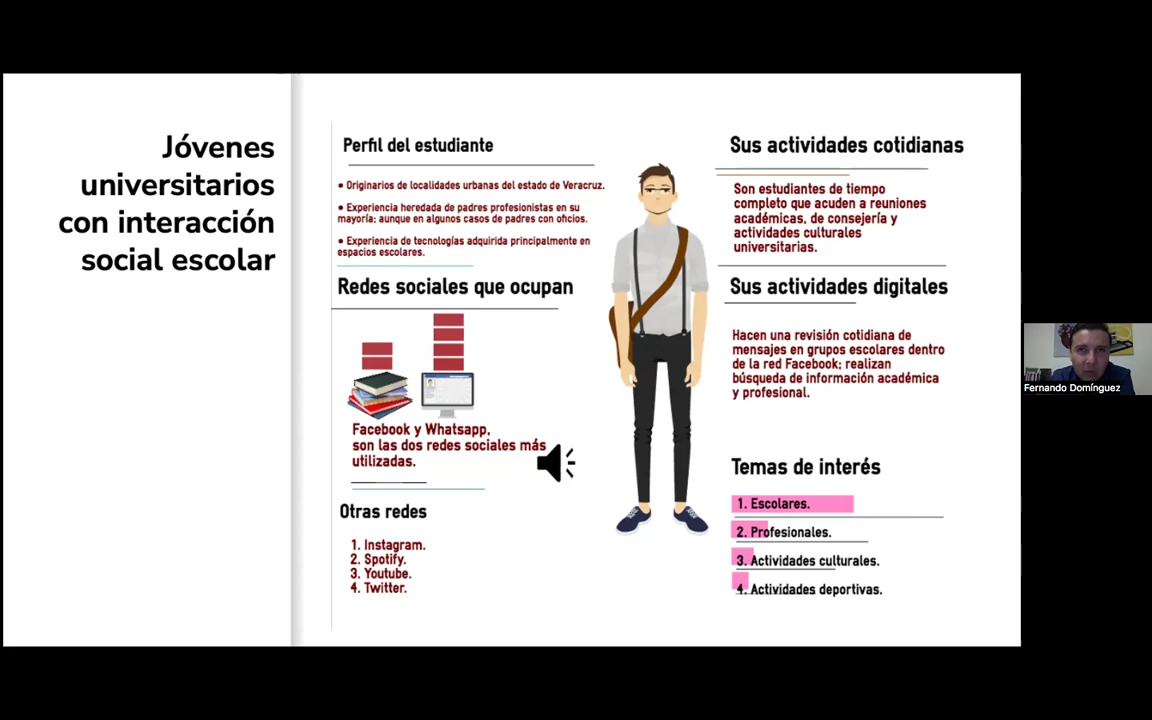 Jóvenes
universitarios
con interacción
social escolar
Perfil del estudiante
• Originarios de localidades urbanas del estado de Veracruz.
• Experiencia heredada de padres profesionistas en su
mayoría; aunque en algunos casos de padres con oficios.
• Experiencia de tecnologías adquirida principalmente en
espacios escolares.
Redes sociales que ocupan
Facebook y Whatsapp,
son las dos redes sociales más
utilizadas.
Otras redes
1. Instagram.
2. Spotify.
3. Youtube.
4. Twitter.
Sus actividades cotidianas
Son estudiantes de tiempo
completo que acuden a reuniones
académicas, de consejería y
actividades culturales
universitarias.
Sus actividades digitales
Hacen una revisión cotidiana de
mensajes en grupos escolares dentro
de la red Facebook; realizan
búsqueda de información académica
y profesional.
Temas de interés
1. Escolares.
2. Profesionales.
3. Actividades culturales.
4. Actividades deportivas.
Fernando Domínguez